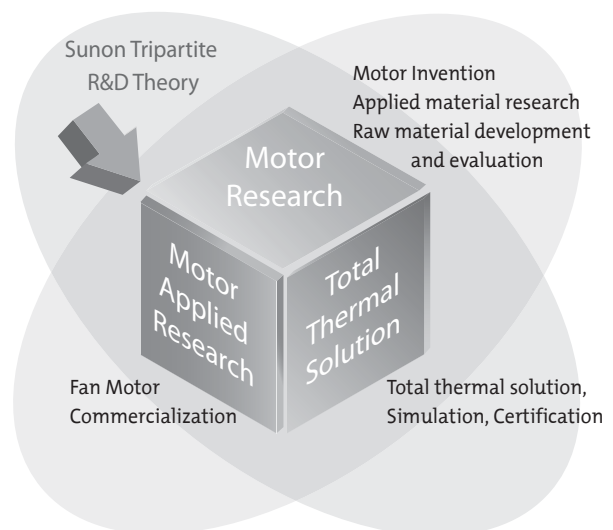 Sunon Tripartite
R&D Theory
Motor Invention
Applied material research
Raw material development
and evaluation
Motor
Research
Motor
Applied
Research
Total
Thermal
Solution
Fan Motor
Commercialization
Total thermal solution,
Simulation, Certification